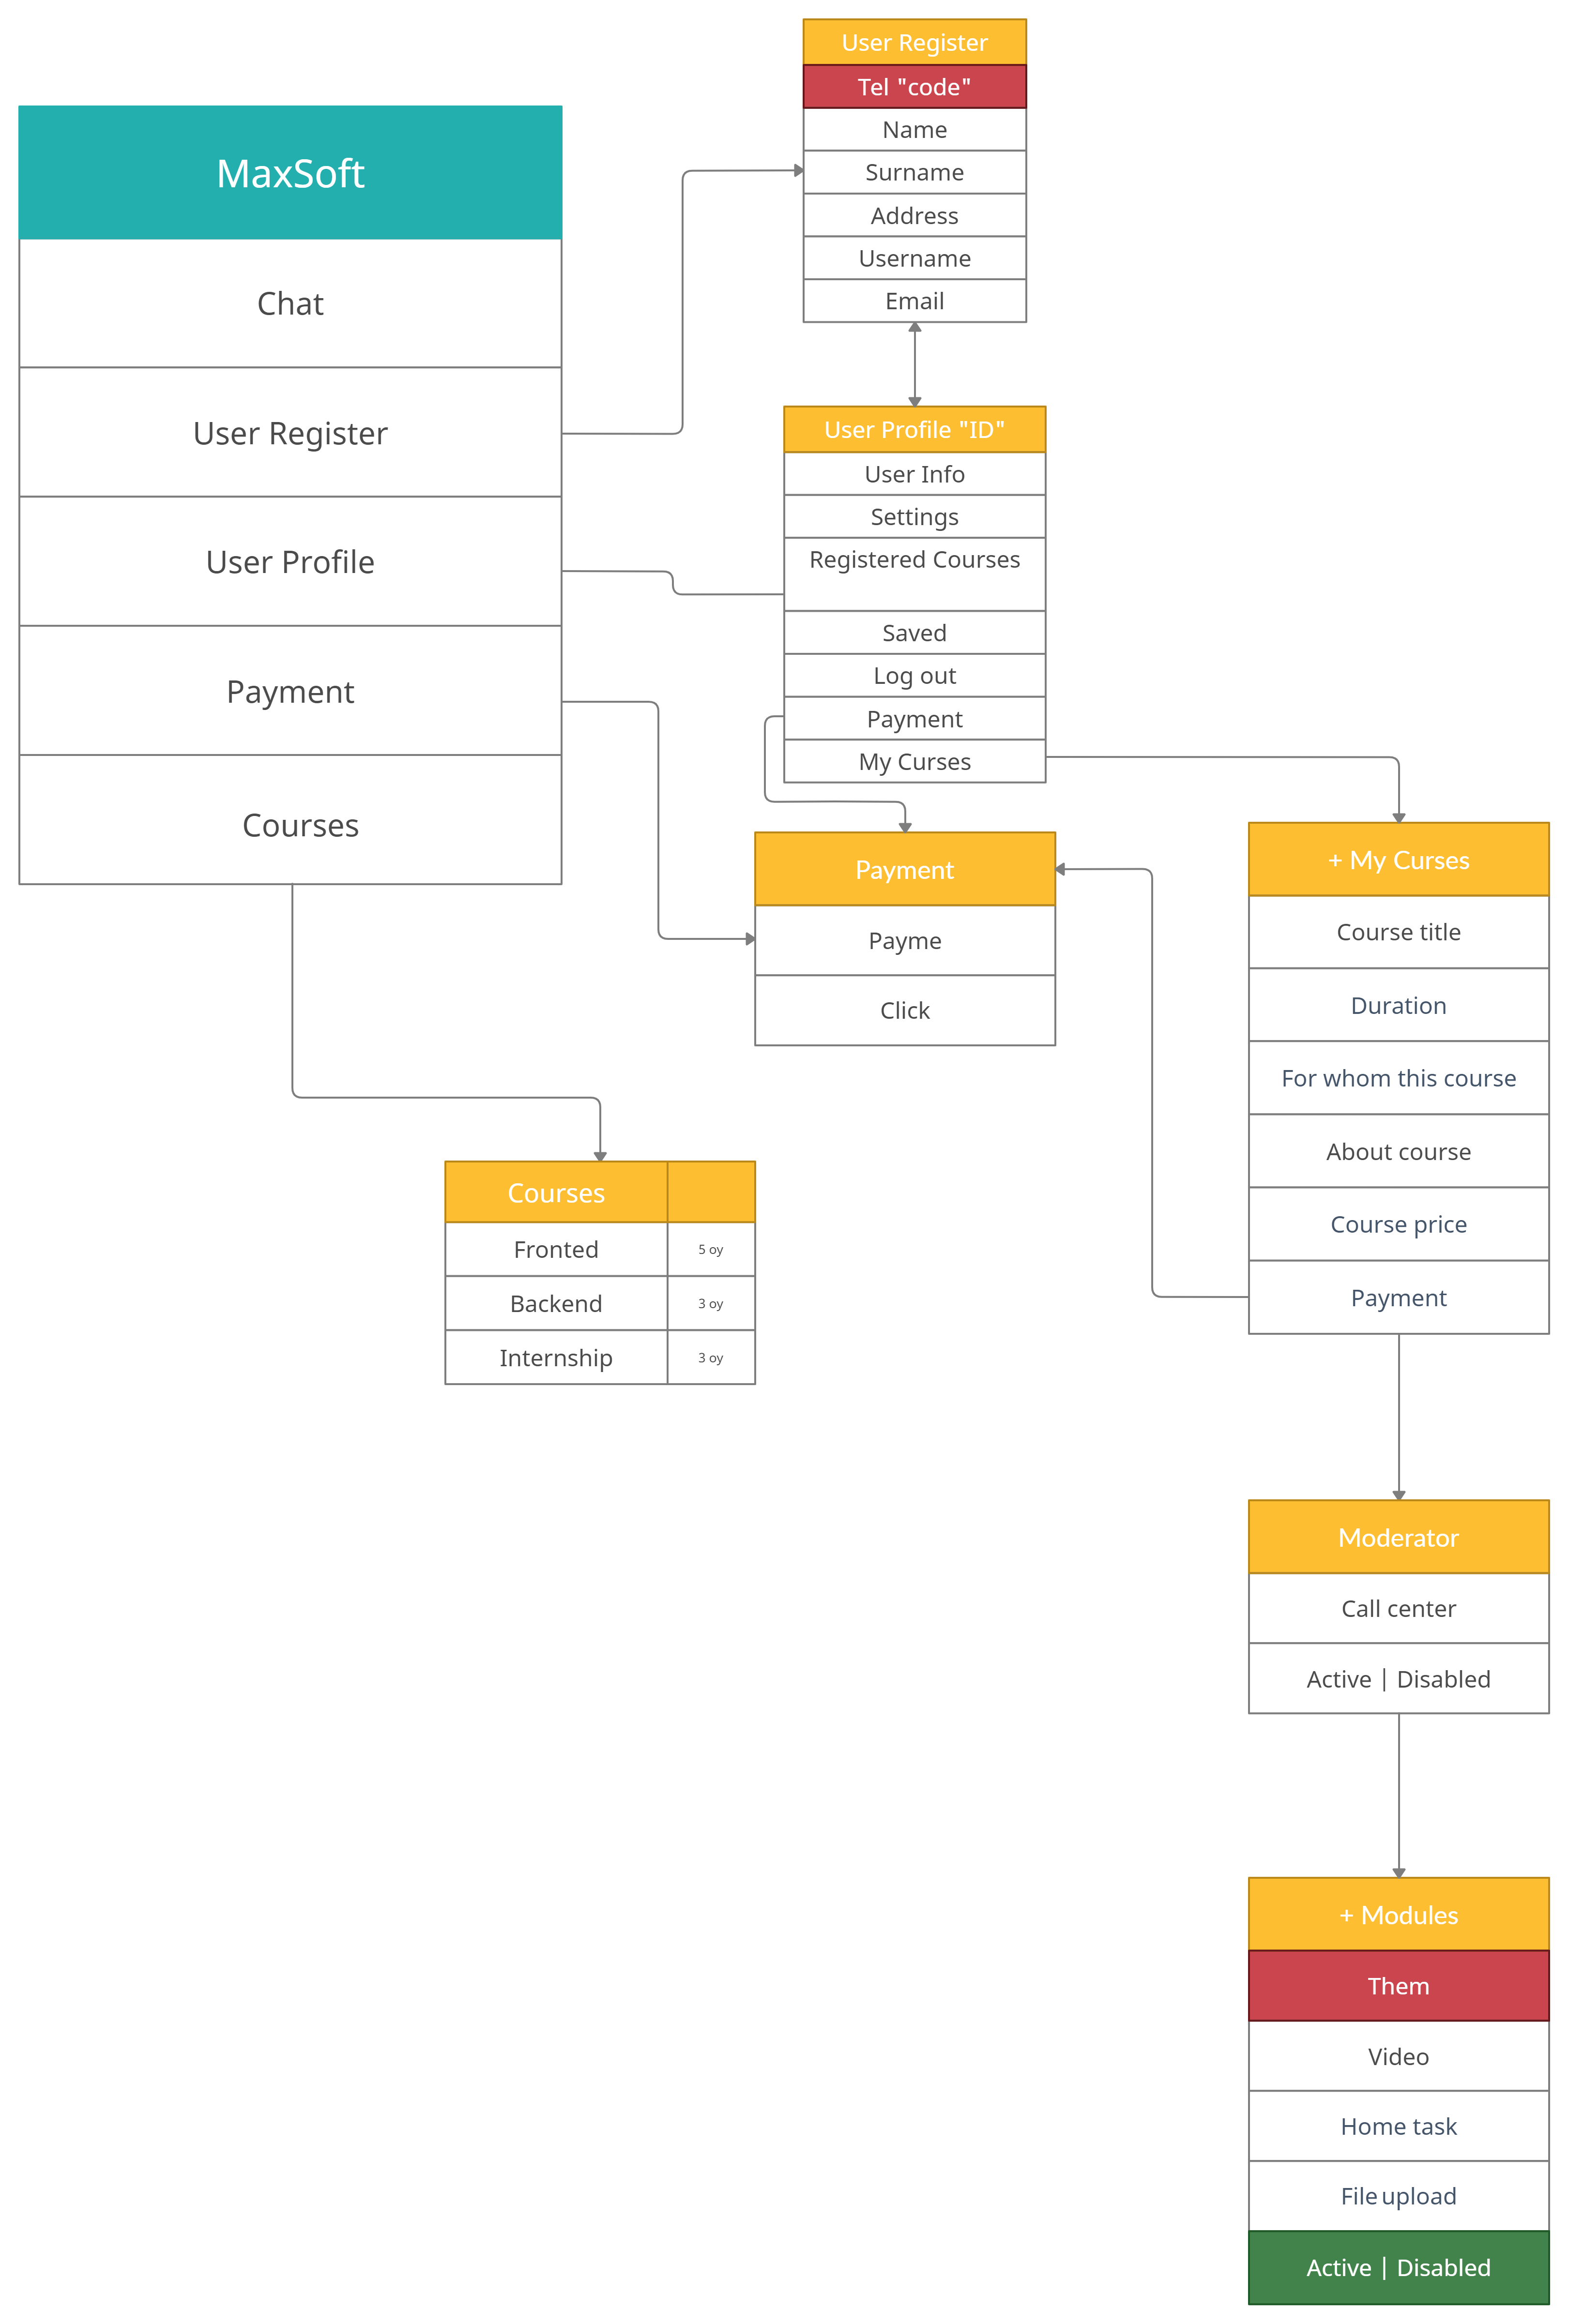 MaxSoft
Chat
User Register
User Profile
Payment
Courses
User Register
Tel "code"
Name
Surname
Address
Username
Email
User Profile "ID"
User Info
Settings
Registered Courses
Saved
Log out
Payment
My Curses
Payment
Payme
Click
+ My Curses
Course title
Duration
For whom this course
About course
Course price
Payment
Courses
Fronted 5 oy
Backend 3 oy
Internship 3 oy
Moderator
Call center
Active | Disabled
+ Modules
Them
Video
Home task
File upload
Active | Disabled